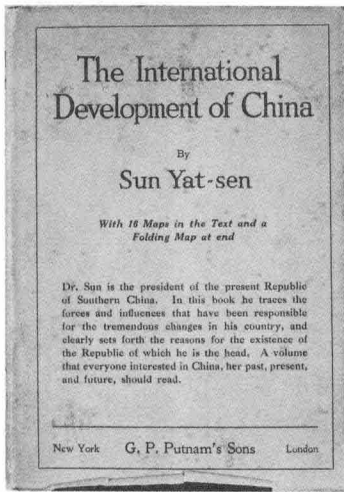 The International
Development of China
By
Sun Yat-sen
With 16 Maps in the Text and a
Folding Map at end
Dr. Sun is the president of the present Republic
of Southern China. In this book he traces the
forces and influences that have been responsible
for the tremendous changes in his country, and
clearly sets forth the reasons for the existence of
the Republic of which he is the head. A volume
that everyone interested in China, her past, present,
and future, should read.
New York G. P. Putnam's Sons London